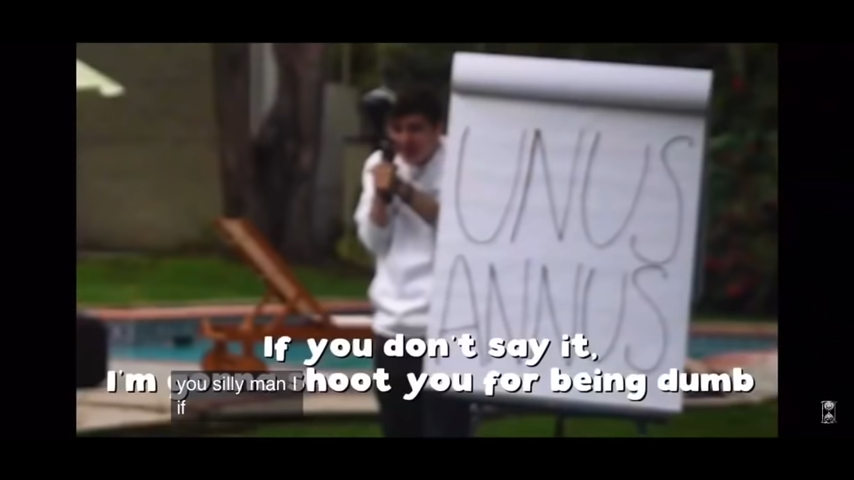 UNUS
ANNUS
If you don't say it,
I'm hoot you for being dumb
you silly man I
if